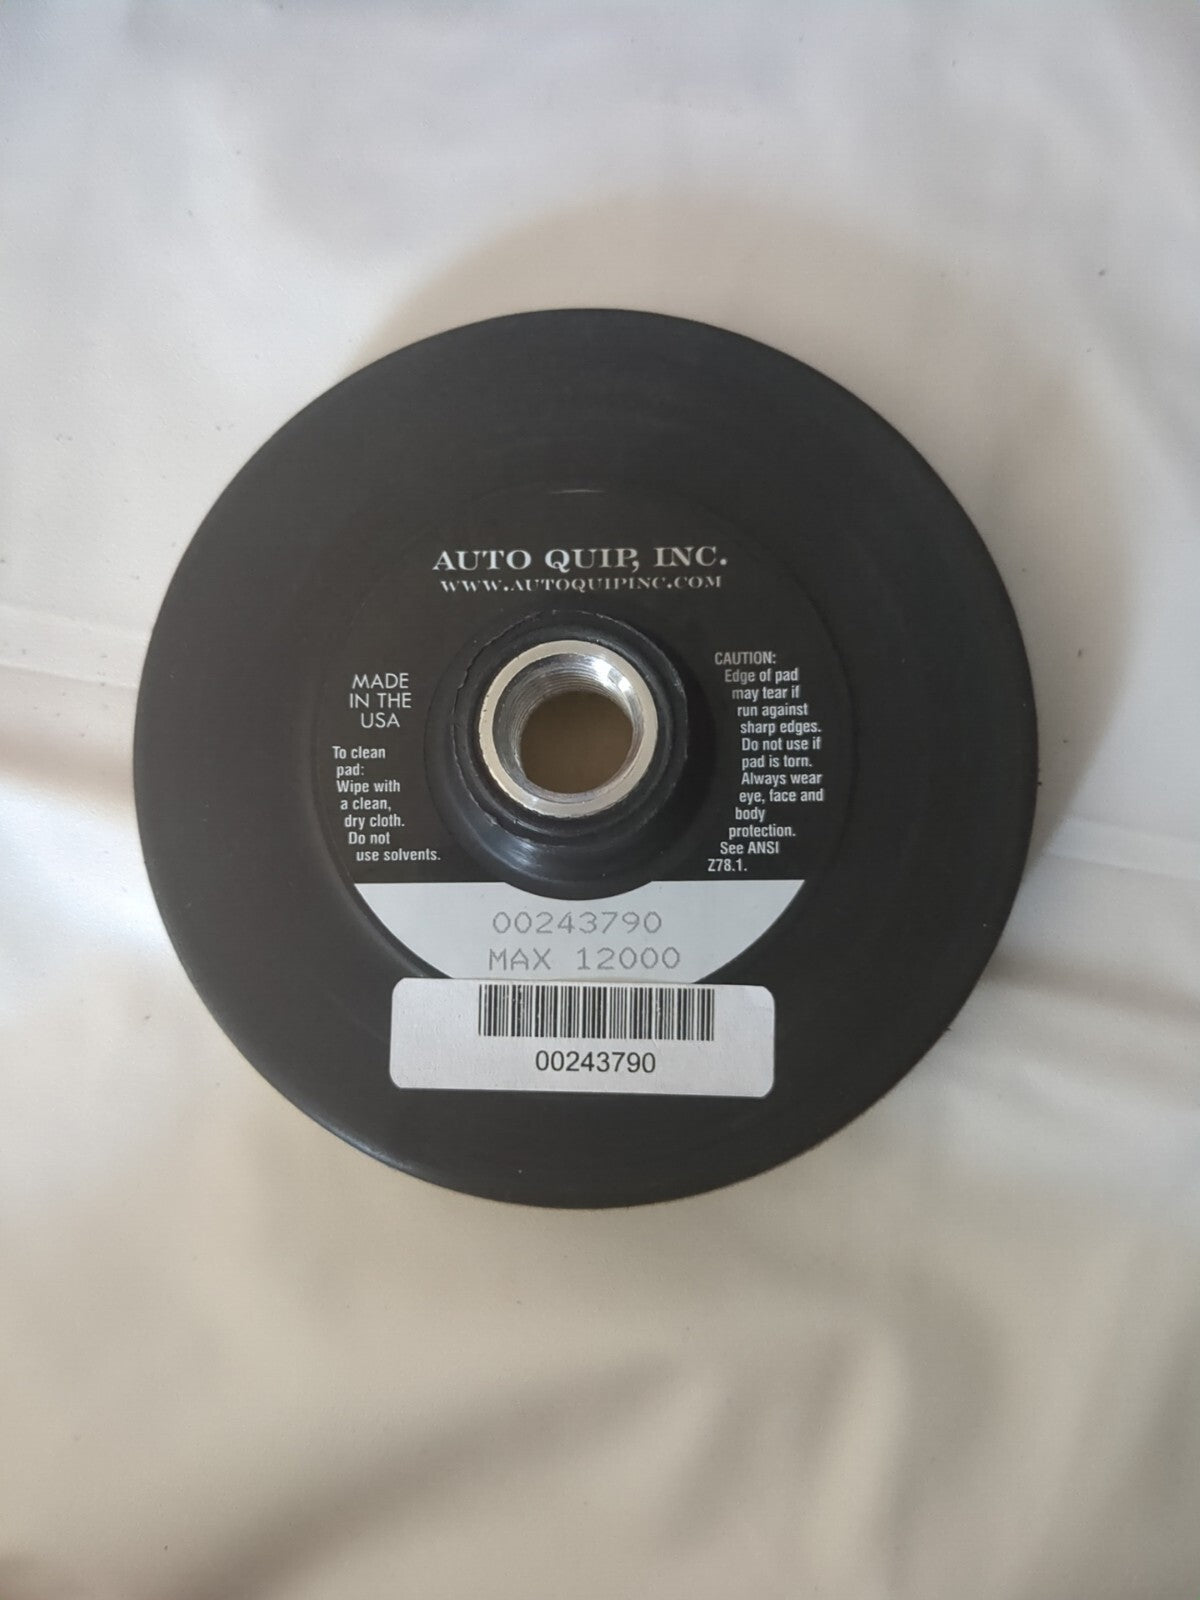 AUTO QUIP, INC.
WWW.AUTOQUIPINC.COM
MADE
IN THE
USA
To clean
pad:
Wipe with
a clean,
dry cloth.
Do not
use solvents.
CAUTION:
Edge of pad
may tear if
run against
sharp edges.
Do not use if
pad is torn.
Always wear
eye, face and
body
protection.
See ANSI
Z78.1.
00243790
MAX 12000
00243790